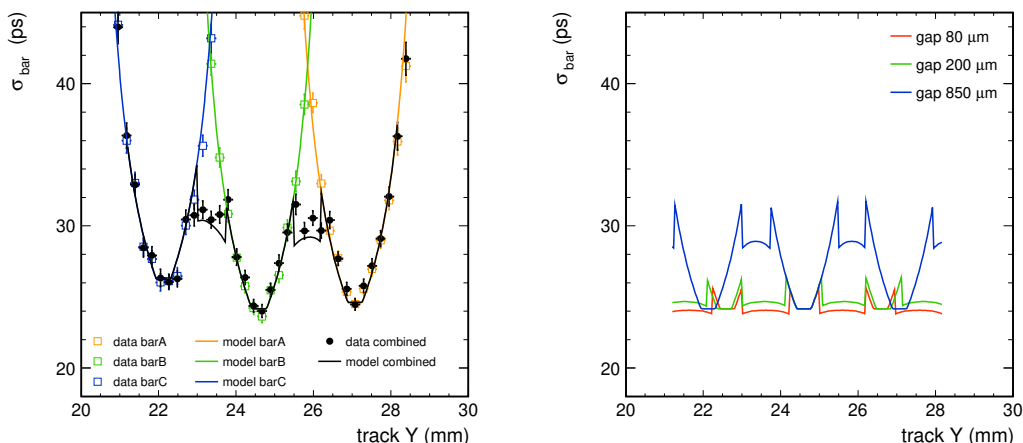 σ bar (ps)
40
30
20
20 22 24 26 28 30
track Y (mm)
data barA
data barB
data barC
model barA
model barB
model barC
data combined
model combined
σ bar (ps)
40
30
20
20 22 24 26 28 30
track Y (mm)
gap 80 μm
gap 200 μm
gap 850 μm